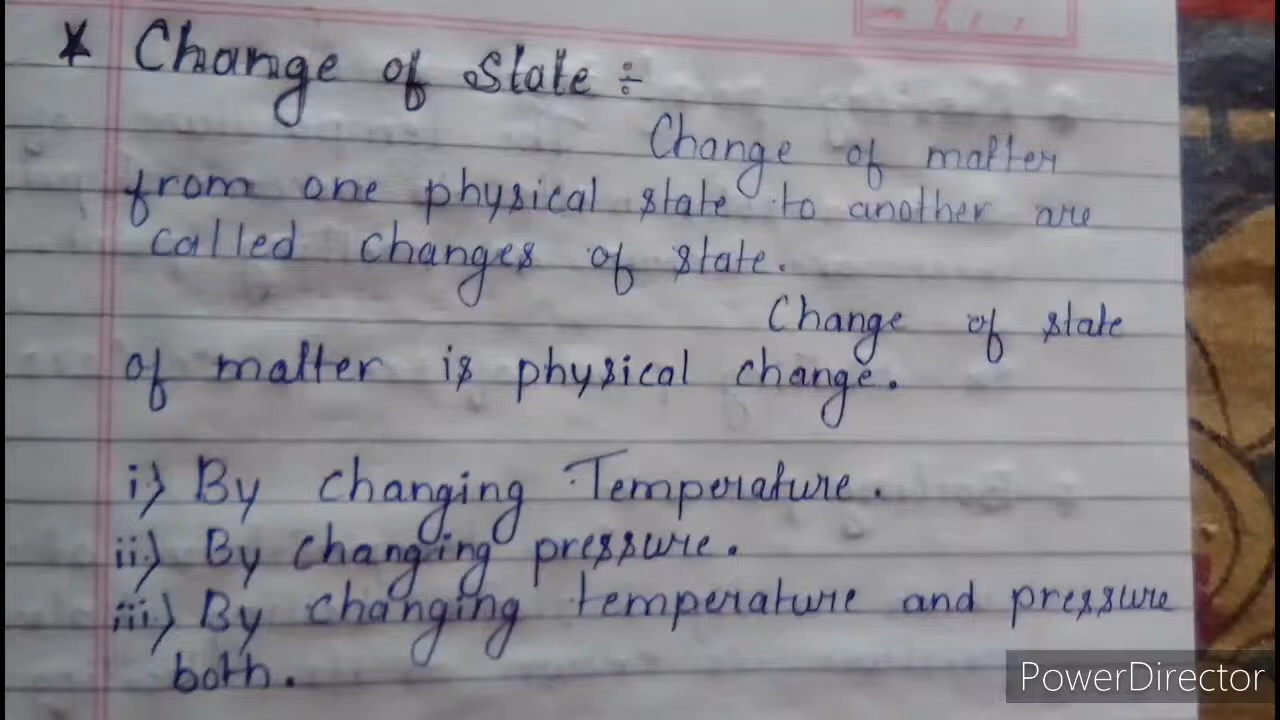 * Change of State ÷
Change of matter
from one physical state to another are
called changes of state.
Change of state
of matter is physical change.
i) By changing Temperature.
ii) By changing pressure.
iii) By changing temperature and pressure
both.
PowerDirector